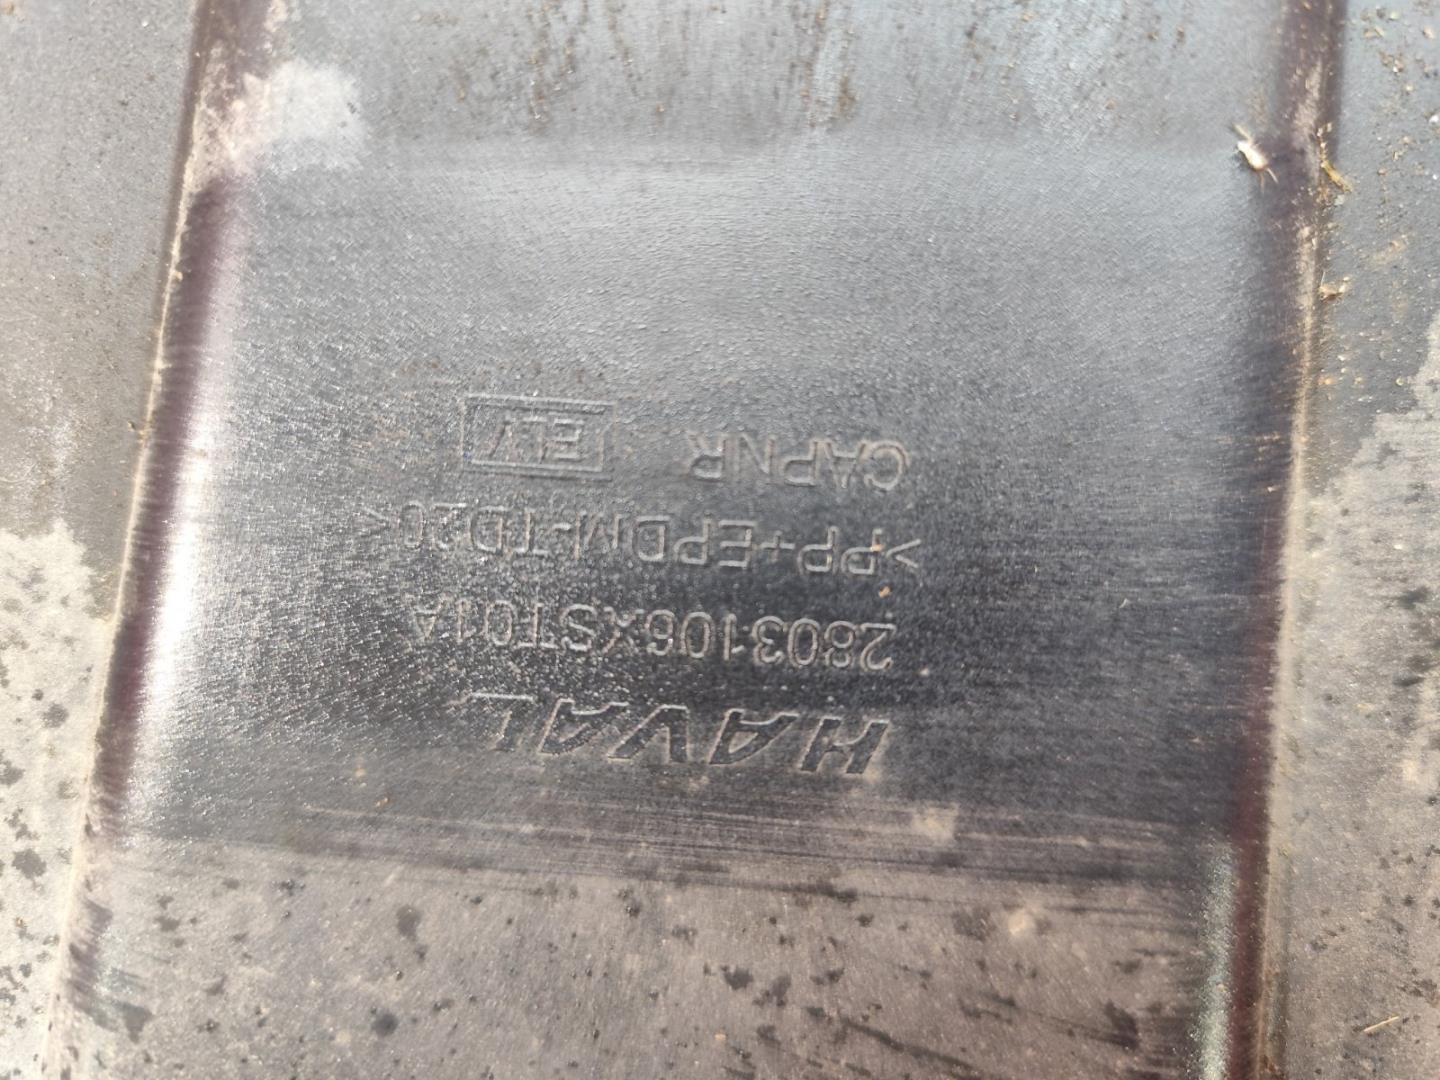 HAVAL
2803106XST01A
>PP+EPDM-TD20<
CAPNR ELV